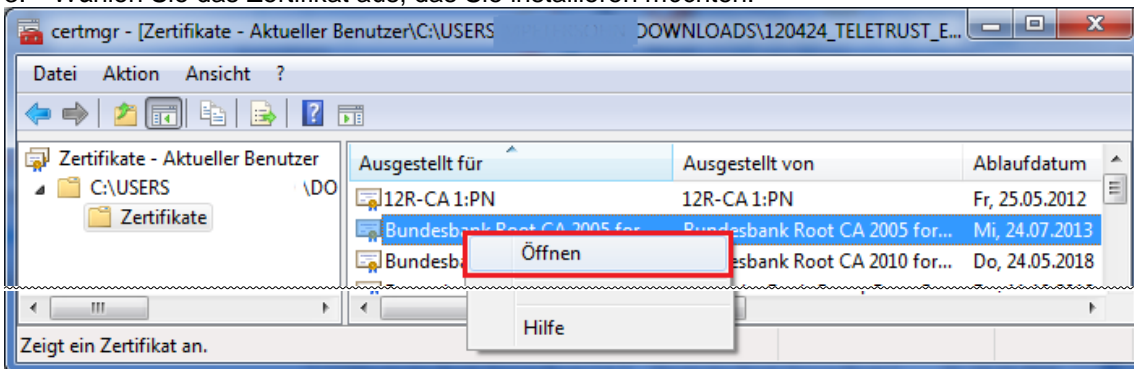 certmgr - [Zertifikate - Aktueller Benutzer\C:\USERS DOWNLOADS\120424_TELETRUST_E...
Datei Aktion Ansicht ?
Zertifikate - Aktueller Benutzer
C:\USERS \DO
Zertifikate
Ausgestellt für Ausgestellt von Ablaufdatum
12R-CA 1:PN 12R-CA 1:PN Fr, 25.05.2012
Bundesbank Root CA 2005 for... Bundesbank Root CA 2005 for... Mi, 24.07.2013
Root CA 2010 for... Do, 24.05.2018
Öffnen
Hilfe
Zeigt ein Zertifikat an.